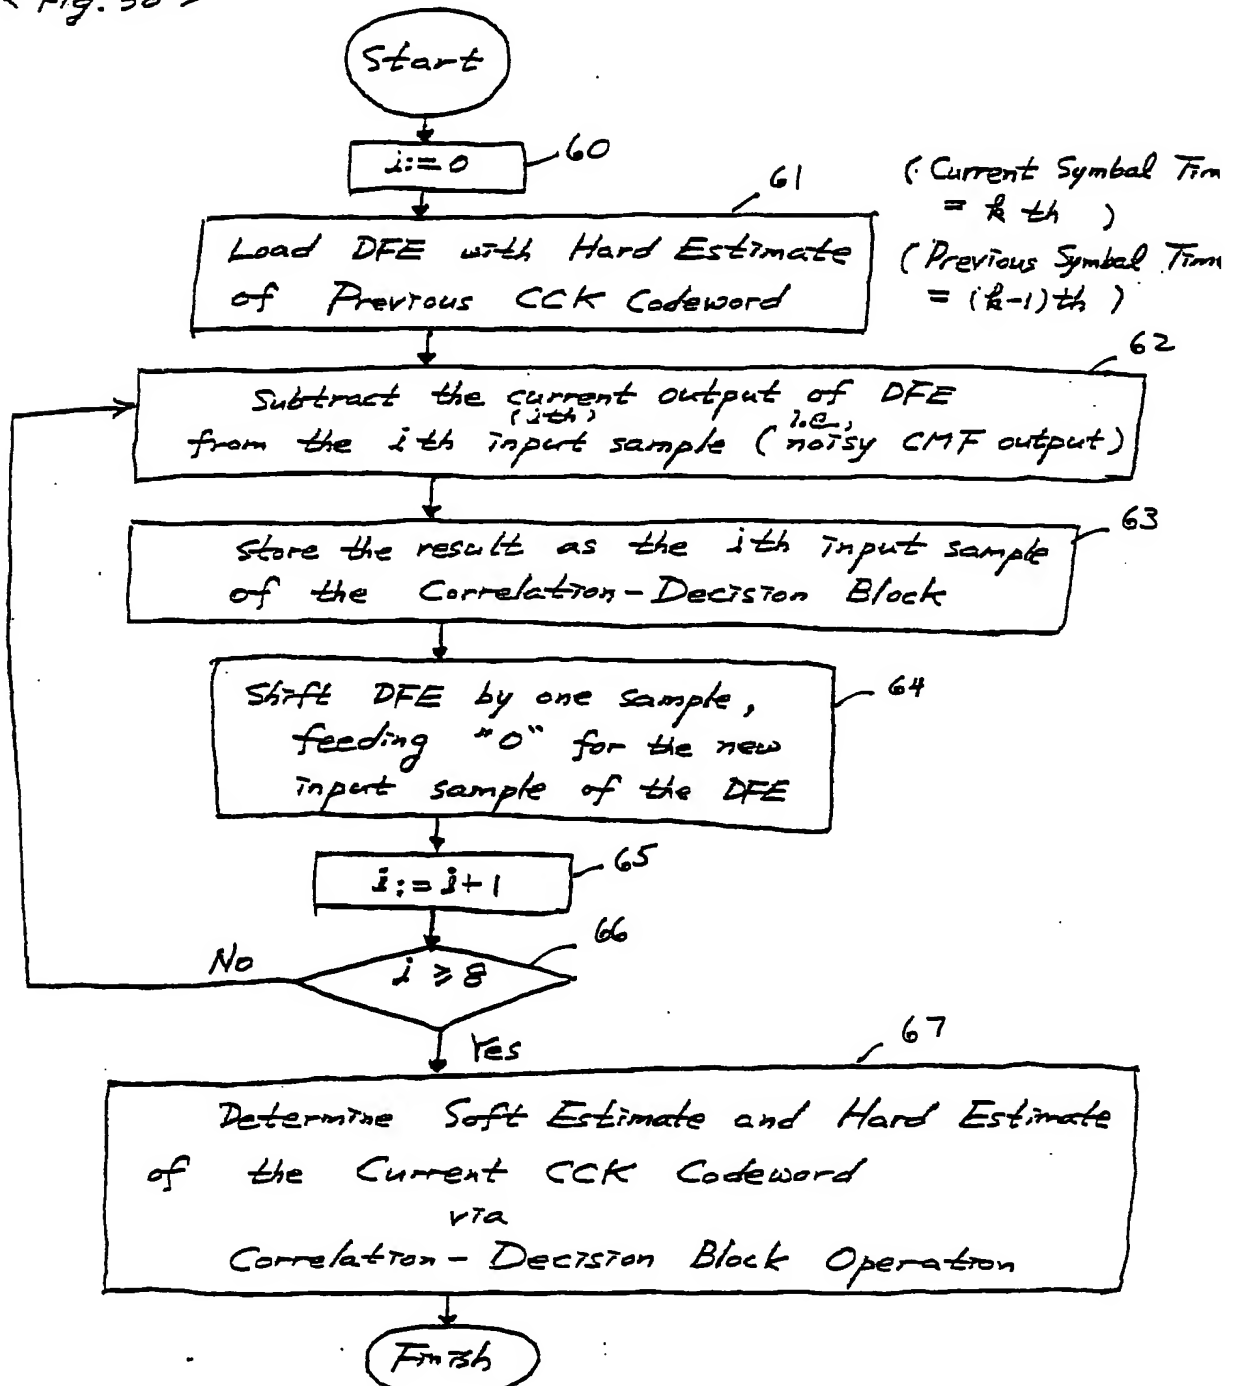 Start
i:=0
60
61
(Current Symbol Tim
= k th )
Load DFE with Hard Estimate
of Previous CCK Codeword
(Previous Symbol Tim
= (k-1)th )
62
Subtract the current output of DFE
(ith) i.e.,
from the ith input sample (noisy CMF output)
63
Store the result as the ith input sample
of the Correlation-Decision Block
64
Shift DFE by one sample,
feeding "0" for the new
input sample of the DFE
65
i:=i+1
66
No
i ≥ 8
Yes
67
Determine Soft Estimate and Hard Estimate
of the Current CCK Codeword
via
Correlation-Decision Block Operation
Finish